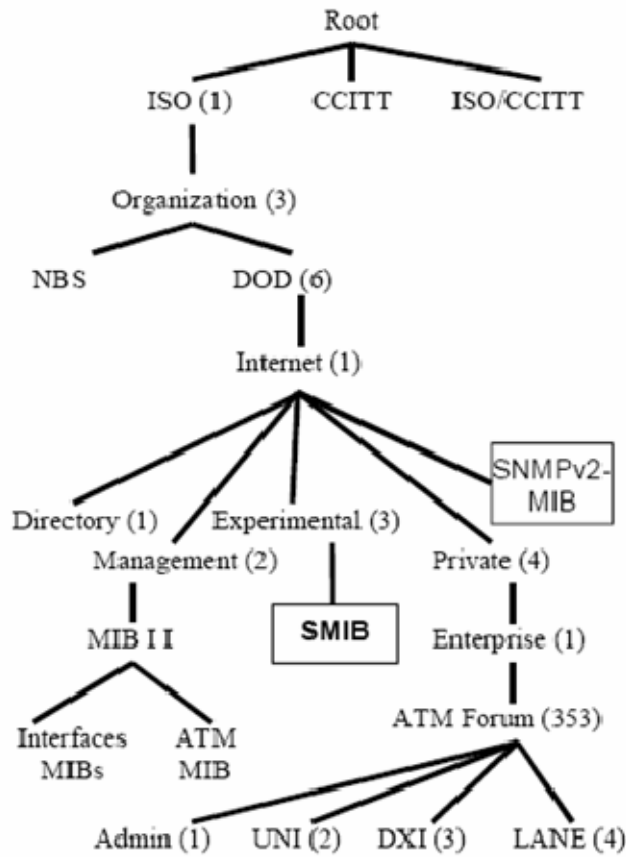 Root
ISO (1) CCITT ISO/CCITT
Organization (3)
NBS DOD (6)
Internet (1)
SNMPv2-
MIB
Directory (1) Experimental (3)
Management (2) Private (4)
SMIB
MIB I I Enterprise (1)
Interfaces
MIBs
ATM
MIB
ATM Forum (353)
Admin (1) UNI (2) DXI (3) LANE (4)